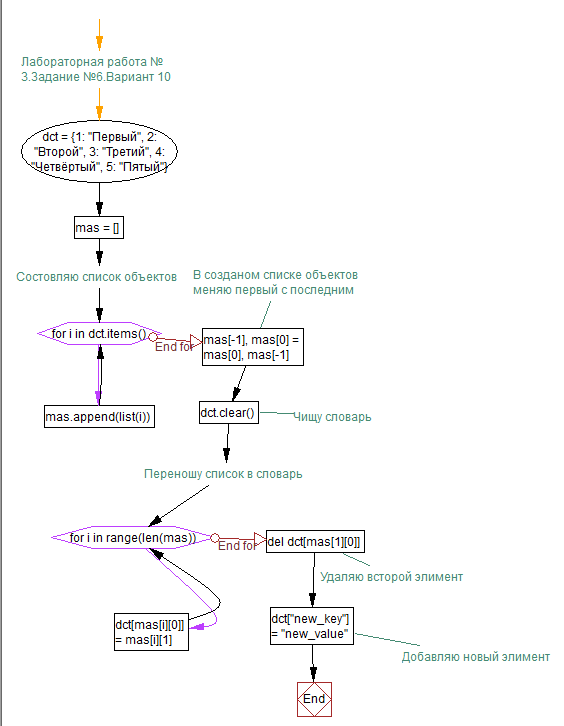 Лабораторная работа №
3.Задание №6.Вариант 10
dct = {1: "Первый", 2:
"Второй", 3: "Третий", 4:
"Четвёртый", 5: "Пятый"}
mas = []
Состовляю список объектов
В созданом списке объектов
меняю первый с последним
for i in dct.items()
End for
mas[-1], mas[0] =
mas[0], mas[-1]
mas.append(list(i))
dct.clear()
Чищу словарь
Переношу список в словарь
for i in range(len(mas))
End for
del dct[mas[1][0]]
Удаляю всторой элимент
dct[mas[i][0]]
= mas[i][1]
dct["new_key"]
= "new_value"
Добавляю новый элимент
End